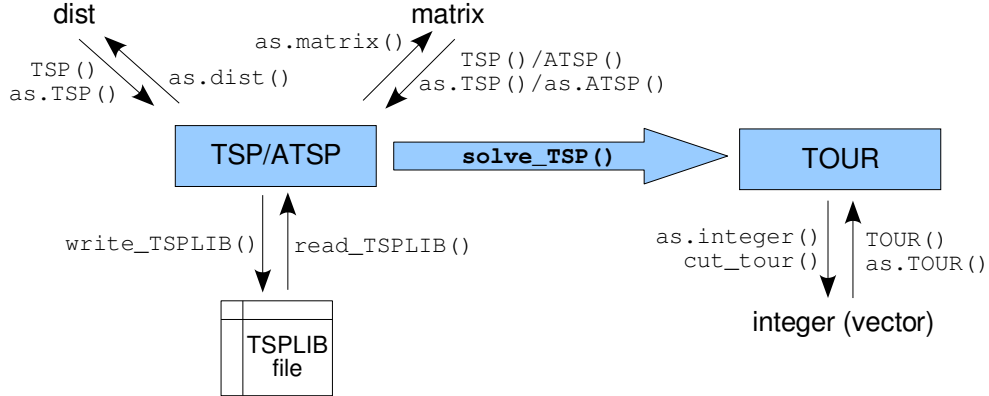 dist
matrix
as.matrix()
TSP()
as.TSP()
as.dist()
TSP()/ATSP()
as.TSP()/as.ATSP()
TSP/ATSP
solve_TSP()
TOUR
write_TSPLIB()
read_TSPLIB()
as.integer()
cut_tour()
TOUR()
as.TOUR()
TSPLIB
file
integer (vector)